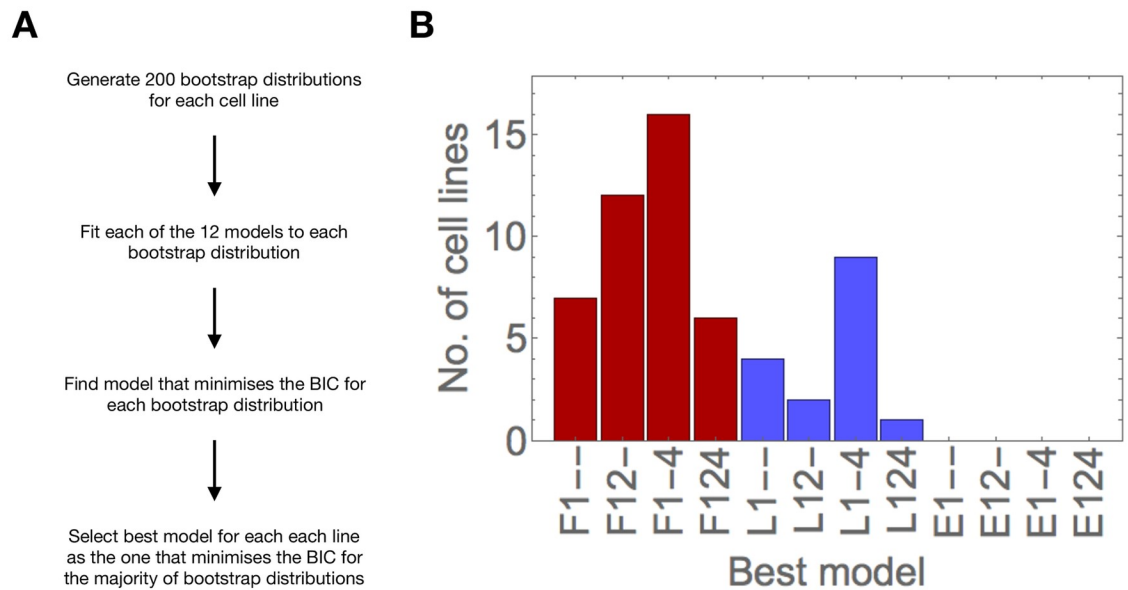 A
Generate 200 bootstrap distributions
for each cell line
Fit each of the 12 models to each
bootstrap distribution
Find model that minimises the BIC for
each bootstrap distribution
Select best model for each each line
as the one that minimises the BIC for
the majority of bootstrap distributions
B
No. of cell lines
15
10
5
0
F1−−
F12−
F1−4
F124
L1−−
L12−
L1−4
L124
E1−−
E12−
E1−4
E124
Best model